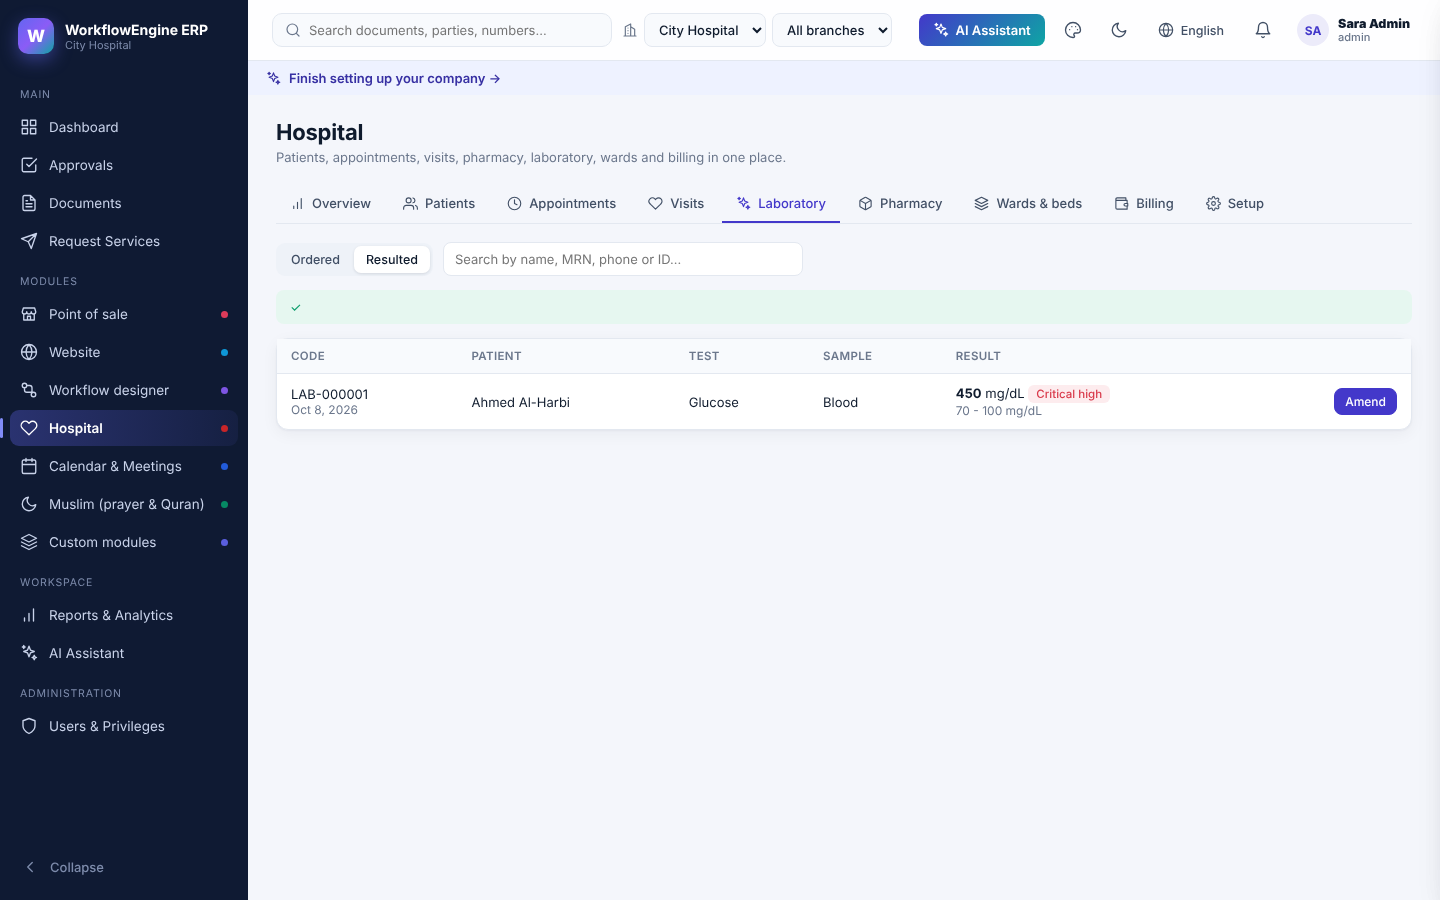 W
WorkflowEngine ERP
City Hospital
MAIN
Dashboard
Approvals
Documents
Request Services
MODULES
Point of sale
Website
Workflow designer
Hospital
Calendar & Meetings
Muslim (prayer & Quran)
Custom modules
WORKSPACE
Reports & Analytics
AI Assistant
ADMINISTRATION
Users & Privileges
Collapse
Search documents, parties, numbers...
City Hospital
All branches
AI Assistant
English
SA
Sara Admin
admin
Finish setting up your company →
Hospital
Patients, appointments, visits, pharmacy, laboratory, wards and billing in one place.
Overview
Patients
Appointments
Visits
Laboratory
Pharmacy
Wards & beds
Billing
Setup
Ordered
Resulted
Search by name, MRN, phone or ID...
CODE PATIENT TEST SAMPLE RESULT
LAB-000001 Ahmed Al-Harbi Glucose Blood 450 mg/dL Critical high Amend
Oct 8, 2026 70 - 100 mg/dL